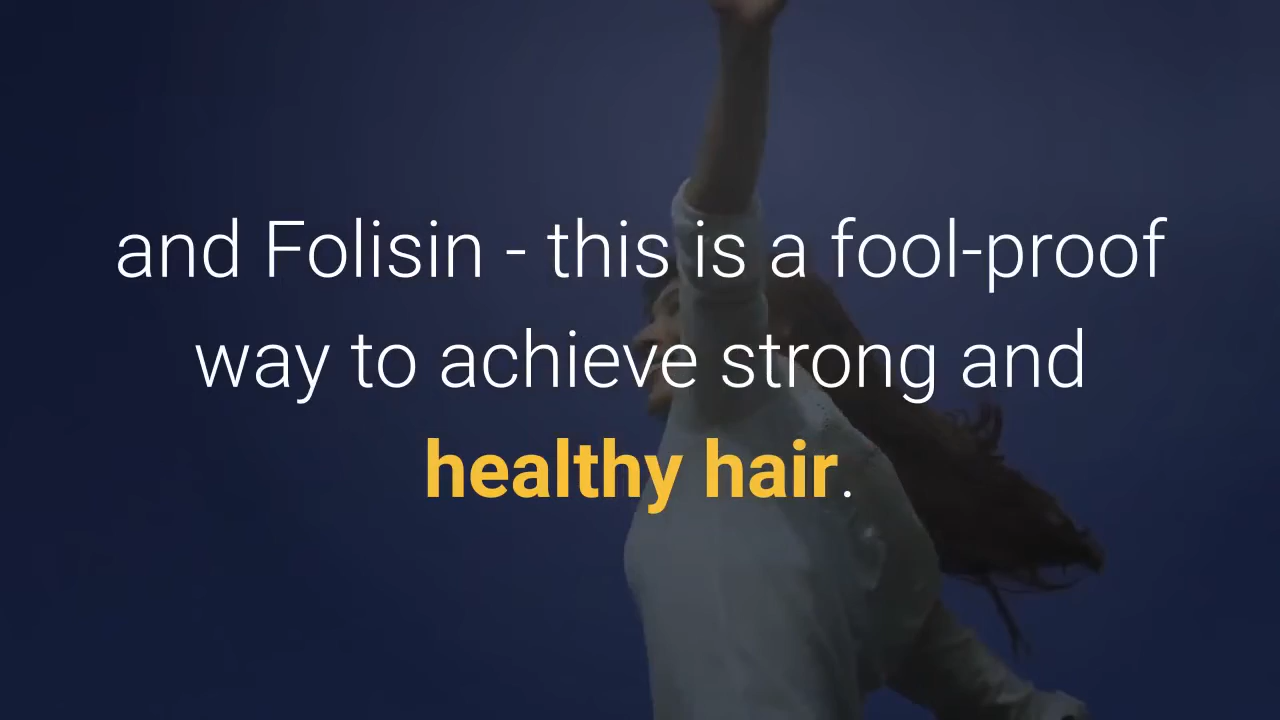 and Folisin - this is a fool-proof
way to achieve strong and
healthy hair.